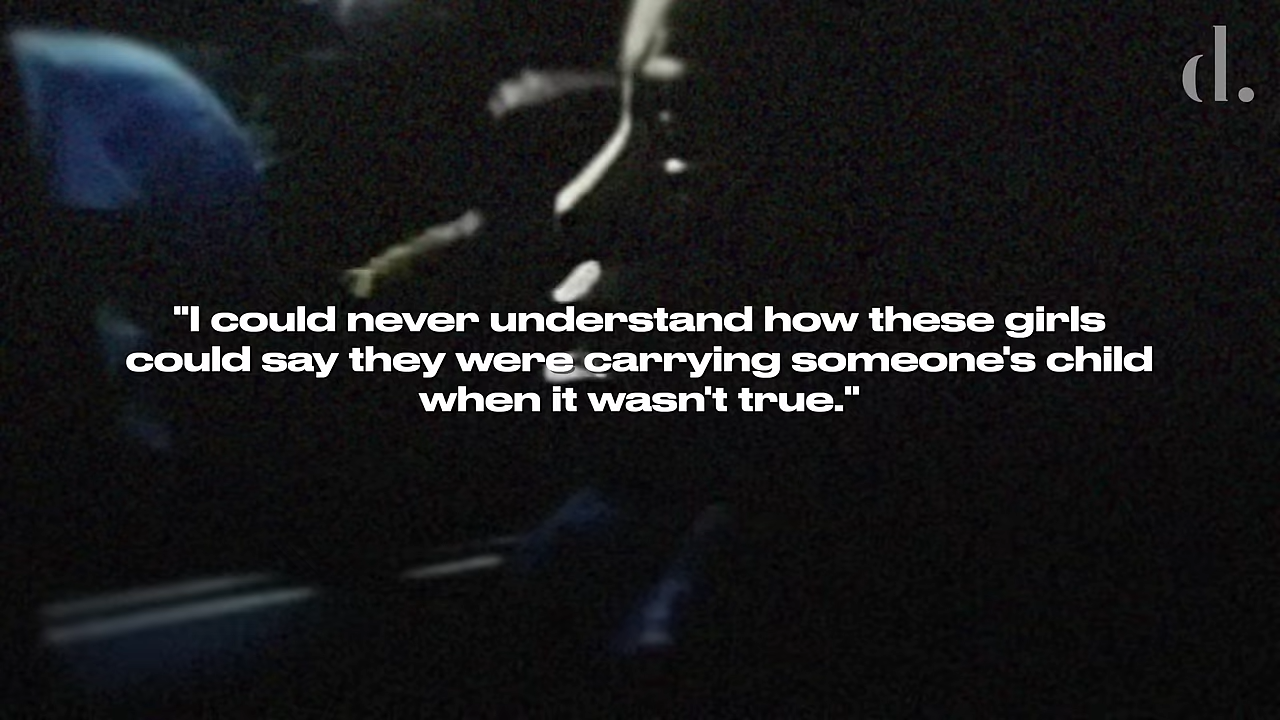 d.
"I could never understand how these girls
could say they were carrying someone's child
when it wasn't true."